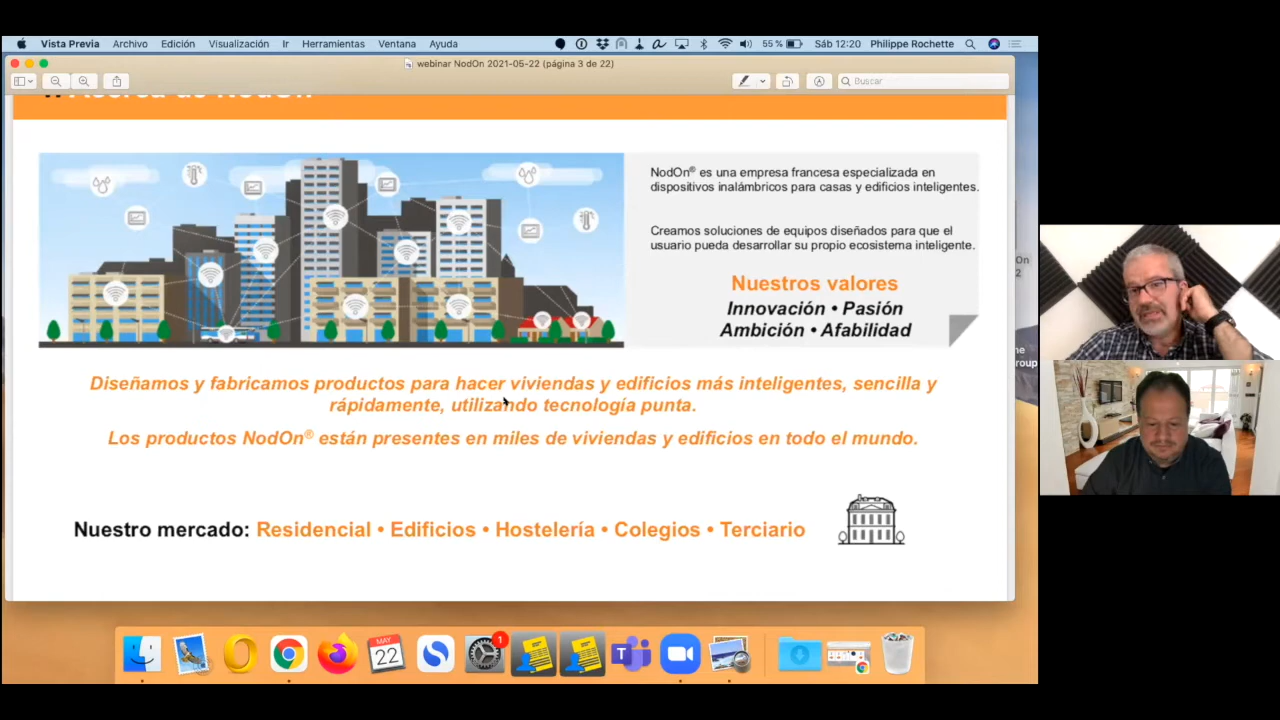 Vista Previa Archivo Edición Visualización Ir Herramientas Ventana Ayuda 55 % Sáb 12:20 Philippe Rochette
webinar NodOn 2021-05-22 (página 3 de 22)
Buscar
NodOn® es una empresa francesa especializada en
dispositivos inalámbricos para casas y edificios inteligentes.
Creamos soluciones de equipos diseñados para que el
usuario pueda desarrollar su propio ecosistema inteligente.
Nuestros valores
Innovación • Pasión
Ambición • Afabilidad
Diseñamos y fabricamos productos para hacer viviendas y edificios más inteligentes, sencilla y
rápidamente, utilizando tecnología punta.
Los productos NodOn® están presentes en miles de viviendas y edificios en todo el mundo.
Nuestro mercado: Residencial • Edificios • Hostelería • Colegios • Terciario
MAY
22
1
T